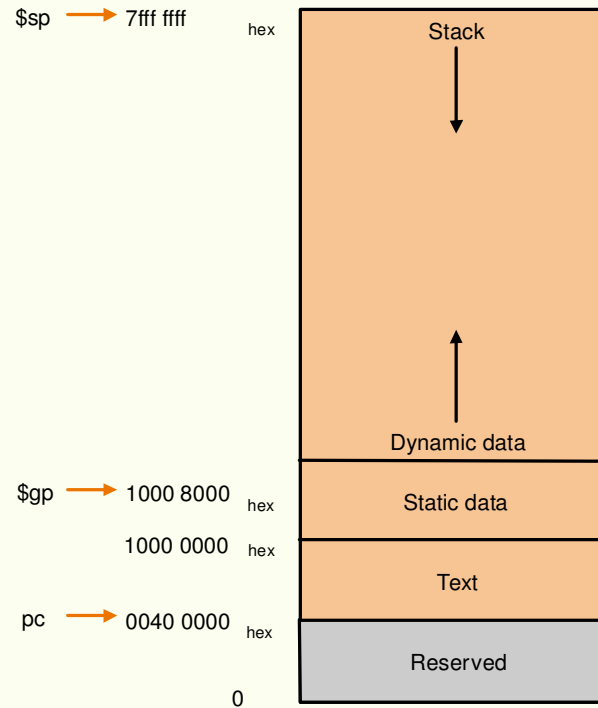 $sp 7fff ffff hex
Stack
Dynamic data
$gp 1000 8000 hex
Static data
1000 0000 hex
Text
pc 0040 0000 hex
Reserved
0